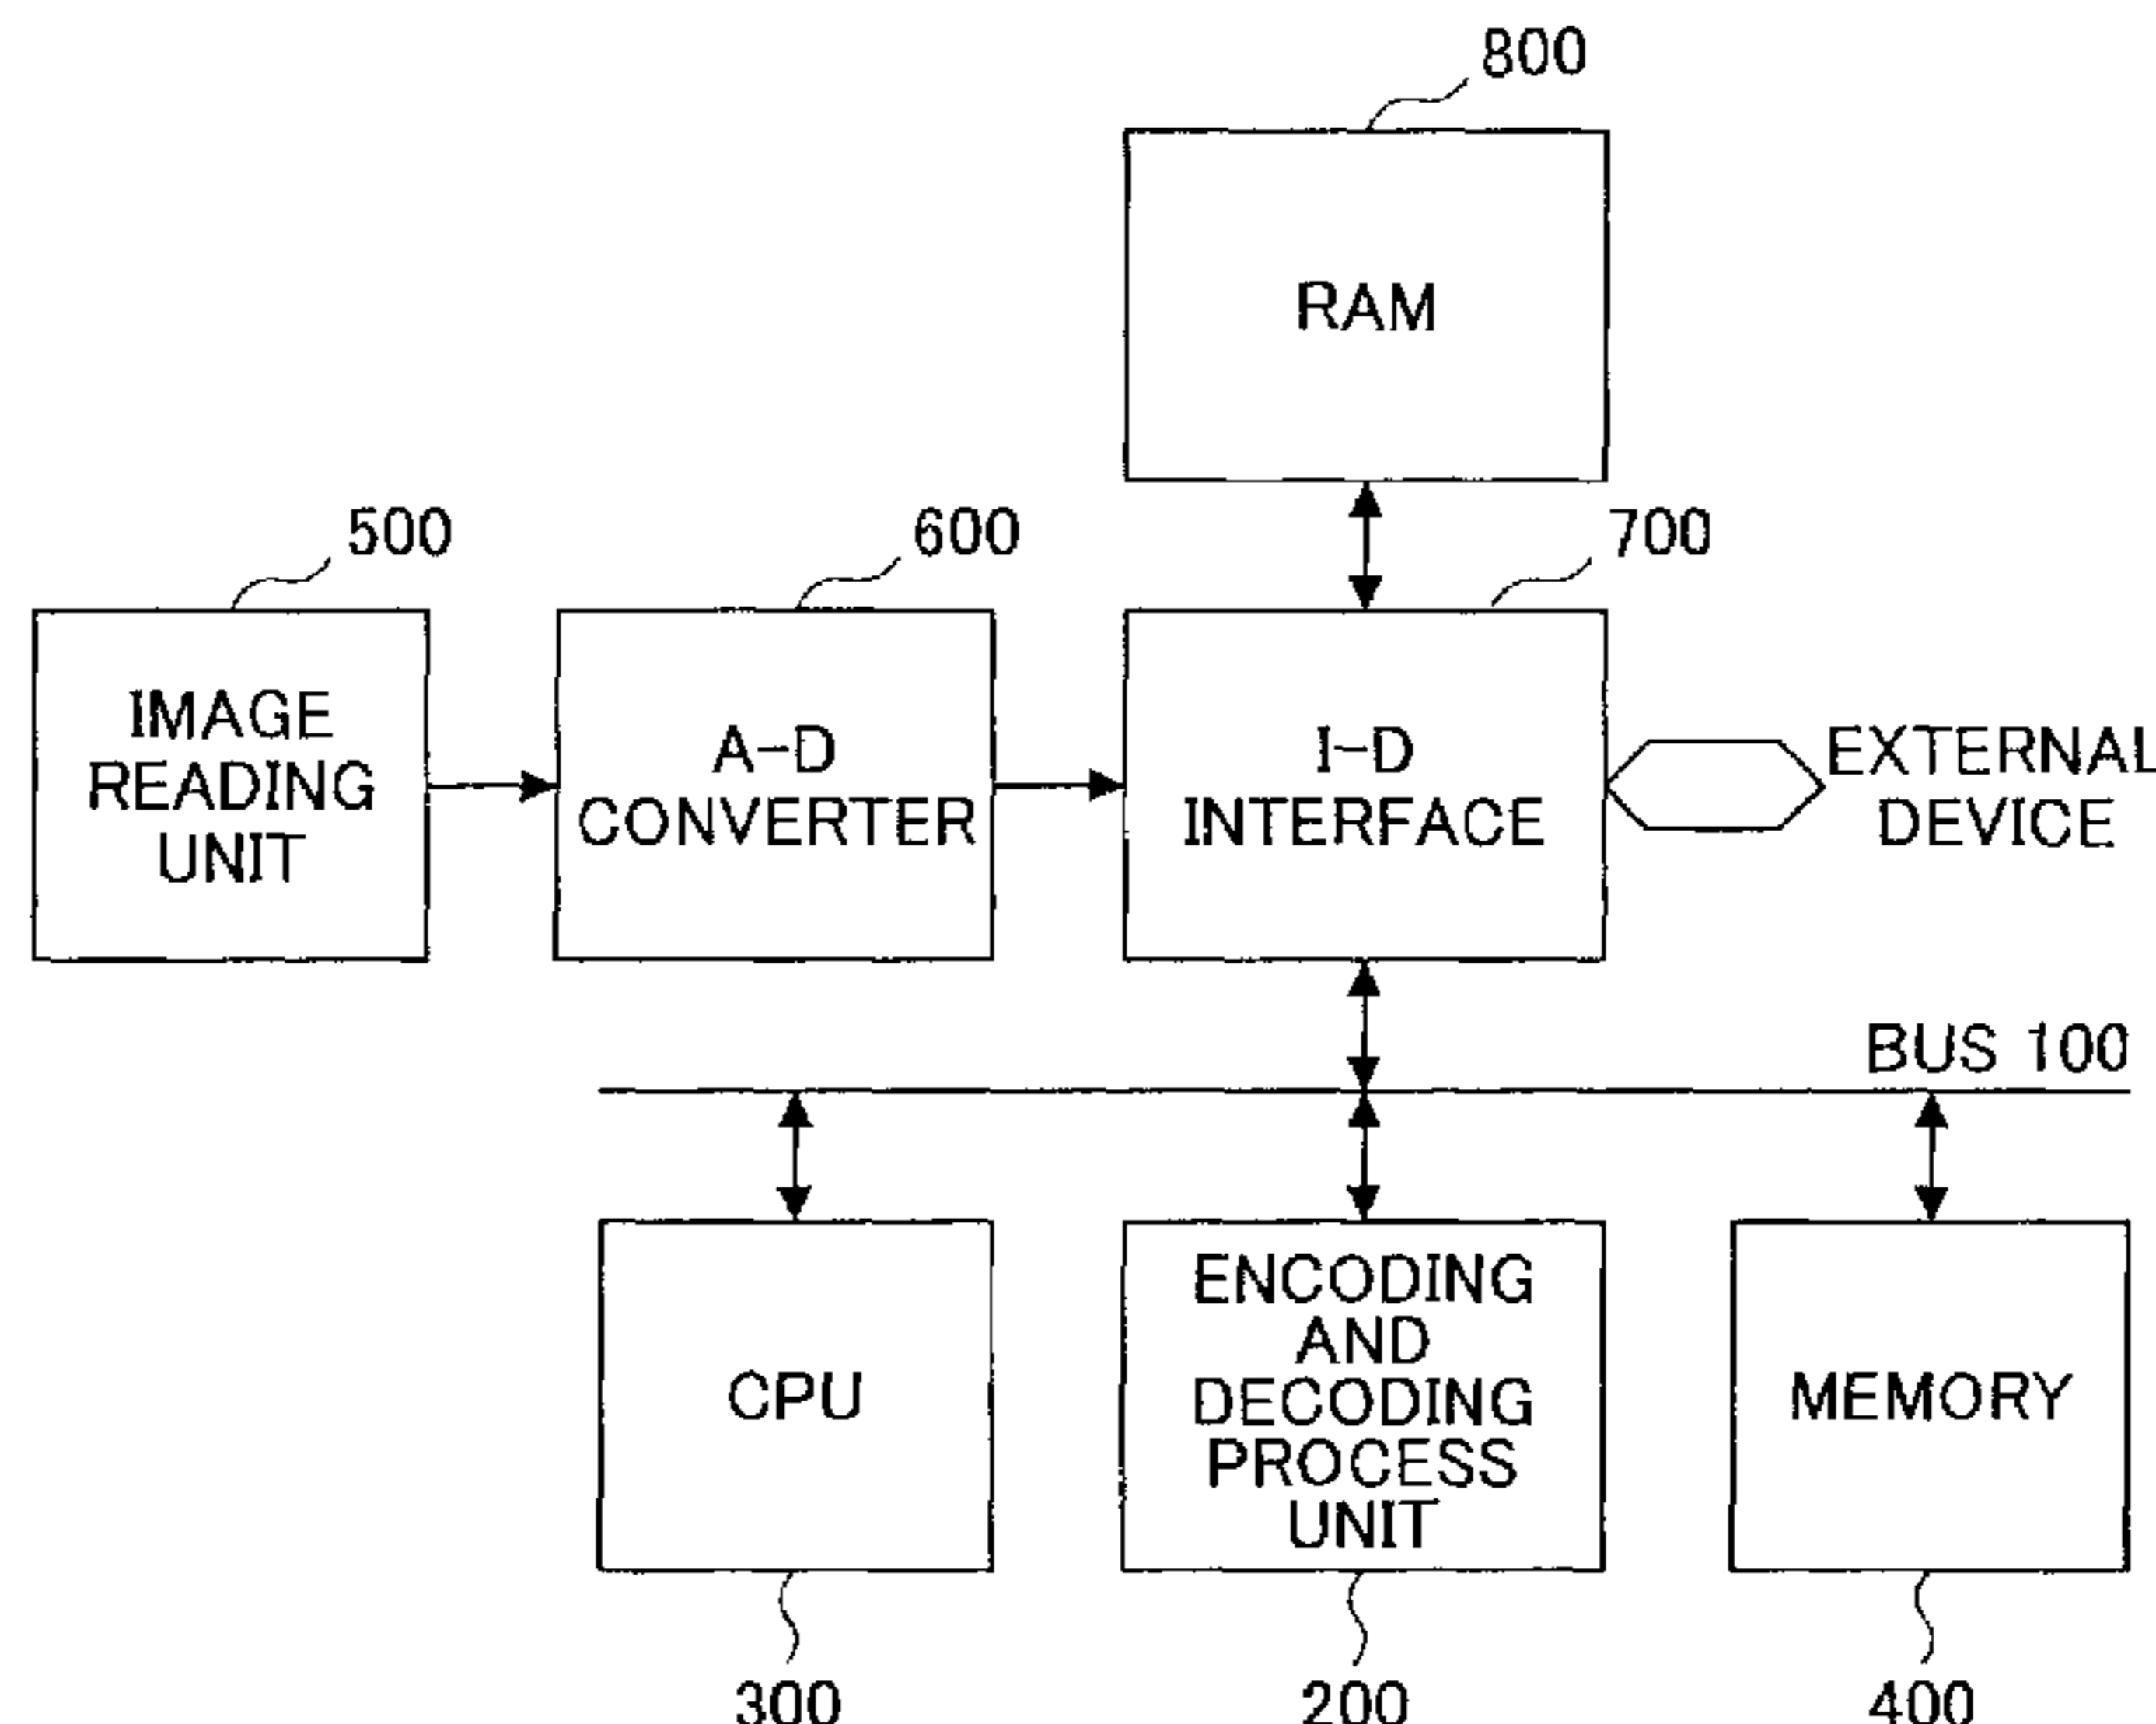 800
RAM
500
600
700
IMAGE
READING
UNIT
A-D
CONVERTER
I-D
INTERFACE
EXTERNAL
DEVICE
BUS 100
CPU
ENCODING
AND
DECODING
PROCESS
UNIT
MEMORY
300
200
400